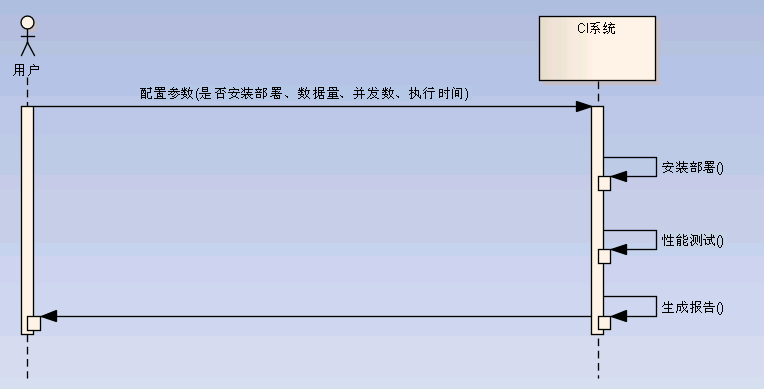 用户
CI系统
配置参数(是否安装部署、数据量、并发数、执行时间)
安装部署()
性能测试()
生成报告()